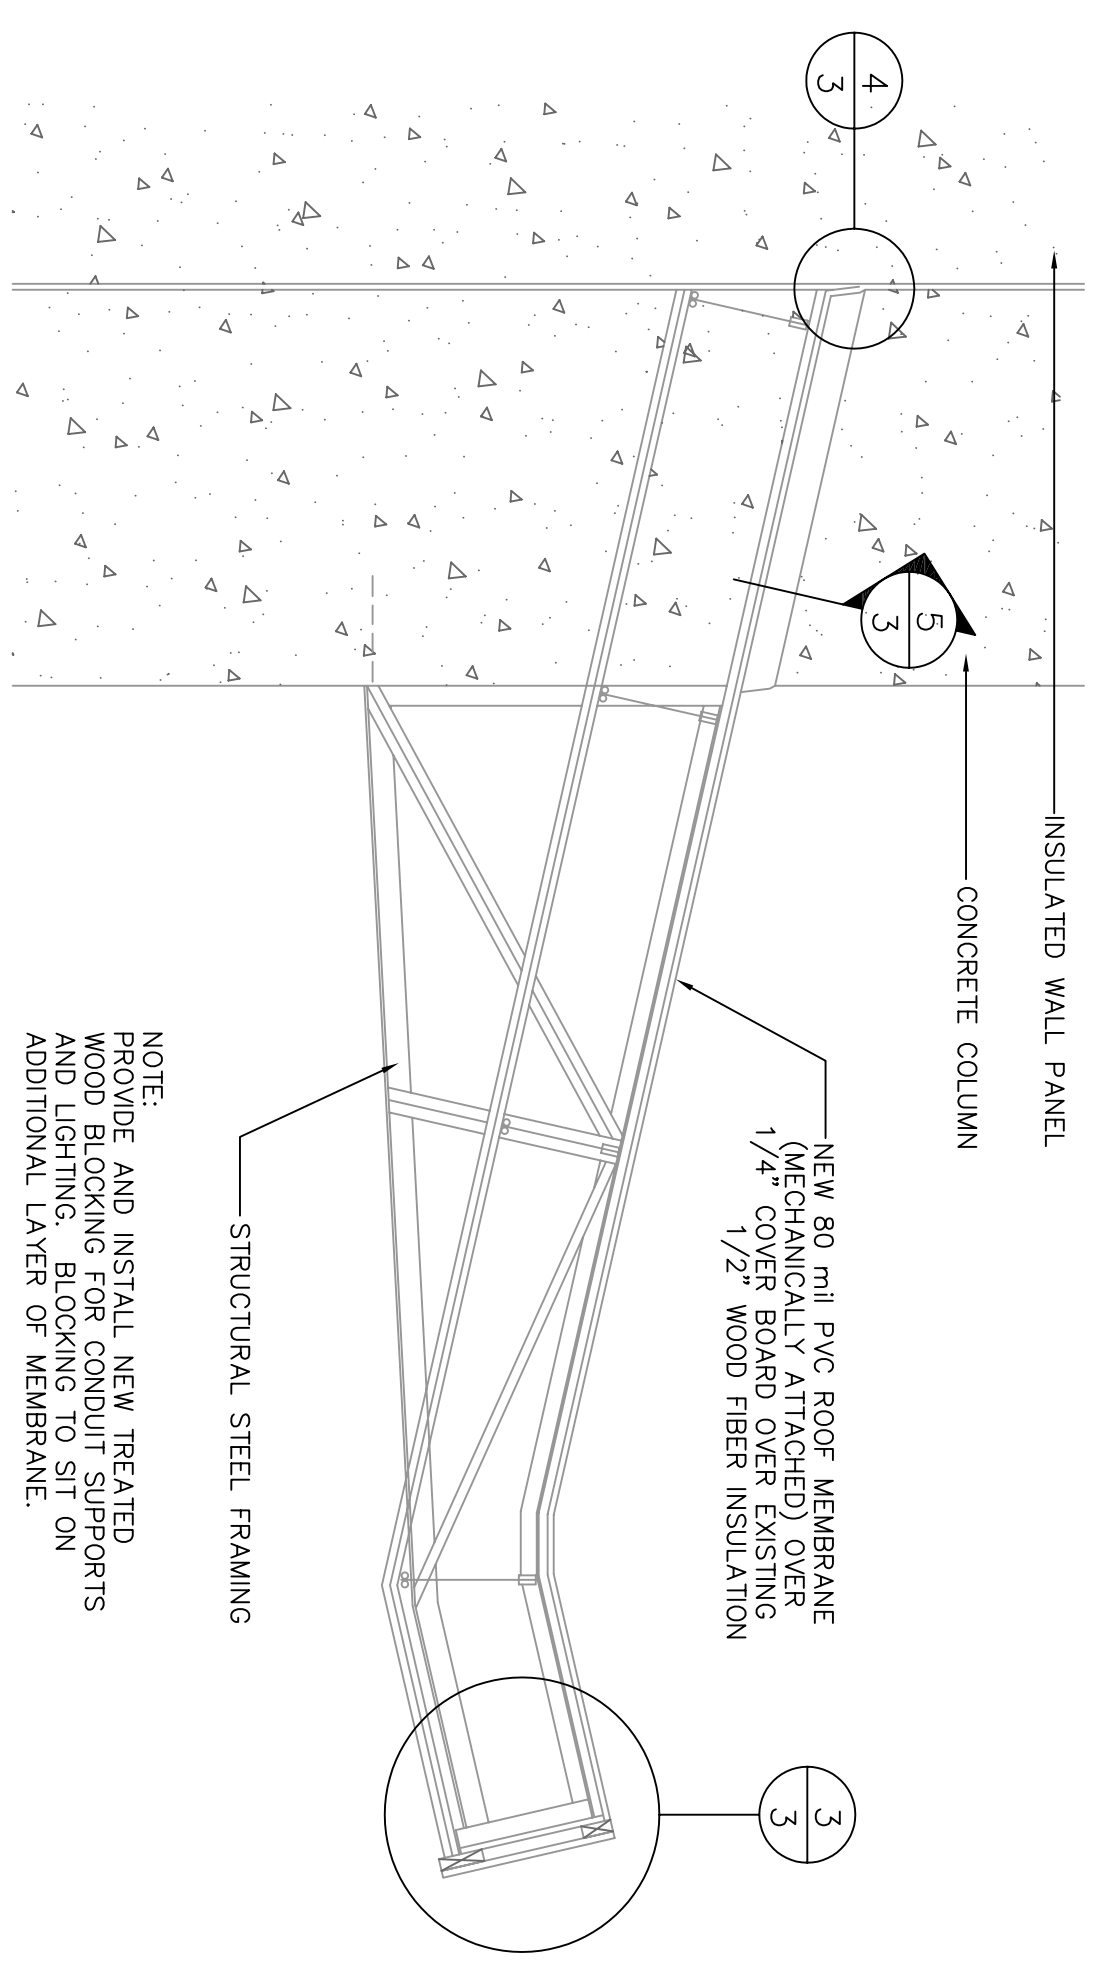 INSULATED WALL PANEL
CONCRETE COLUMN
4
3
5
3
NEW 80 mil PVC ROOF MEMBRANE
(MECHANICALLY ATTACHED) OVER
1/4" COVER BOARD OVER EXISTING
1/2" WOOD FIBER INSULATION
3
3
STRUCTURAL STEEL FRAMING
NOTE:
PROVIDE AND INSTALL NEW TREATED
WOOD BLOCKING FOR CONDUIT SUPPORTS
AND LIGHTING. BLOCKING TO SIT ON
ADDITIONAL LAYER OF MEMBRANE.